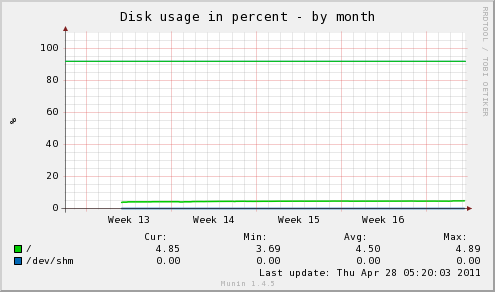 Disk usage in percent - by month
RRDTOOL / TOBI OETIKER
%
100
80
60
40
20
0
Week 13 Week 14 Week 15 Week 16
Cur: Min: Avg: Max:
/ 4.85 3.69 4.50 4.89
/dev/shm 0.00 0.00 0.00 0.00
Last update: Thu Apr 28 05:20:03 2011
Munin 1.4.5